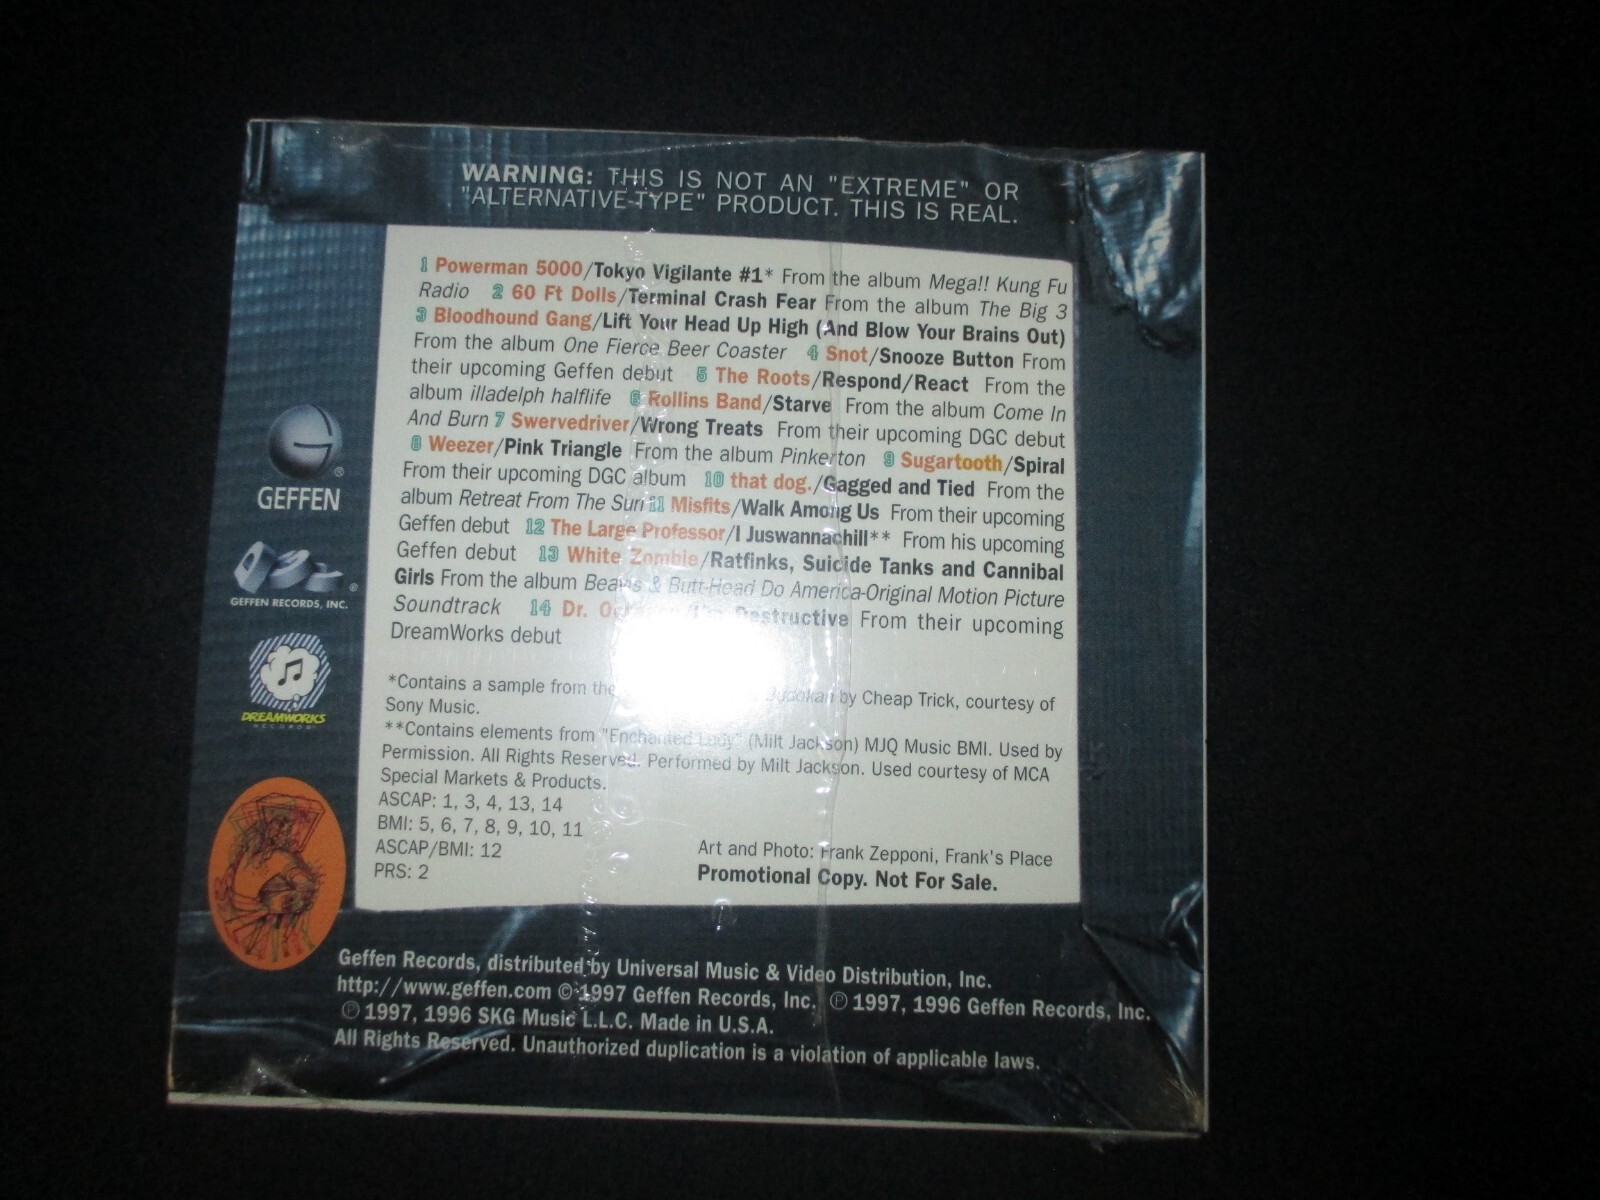 WARNING: THIS IS NOT AN "EXTREME" OR
"ALTERNATIVE-TYPE" PRODUCT. THIS IS REAL.
1 Powerman 5000/Tokyo Vigilante #1* From the album Mega!! Kung Fu
Radio 2 60 Ft Dolls/Terminal Crash Fear From the album The Big 3
3 Bloodhound Gang/Lift Your Head Up High (And Blow Your Brains Out)
From the album One Fierce Beer Coaster 4 Snot/Snooze Button From
their upcoming Geffen debut 5 The Roots/Respond/React From the
album illadelph halflife 6 Rollins Band/Starve From the album Come In
And Burn 7 Swervedriver/Wrong Treats From their upcoming DGC debut
8 Weezer/Pink Triangle From the album Pinkerton 9 Sugartooth/Spiral
From their upcoming DGC album 10 that dog./Gagged and Tied From the
album Retreat From The Sun 11 Misfits/Walk Among Us From their upcoming
Geffen debut 12 The Large Professor/I Juswannachill** From his upcoming
Geffen debut 13 White Zombie/Ratfinks, Suicide Tanks and Cannibal
Girls From the album Beavis & Butt-Head Do America-Original Motion Picture
Soundtrack 14 Dr. Destructive From their upcoming
DreamWorks debut
*Contains a sample from the Budokan by Cheap Trick, courtesy of
Sony Music.
**Contains elements from "Enchanted Lady" (Milt Jackson) MJQ Music BMI. Used by
Permission. All Rights Reserved. Performed by Milt Jackson. Used courtesy of MCA
Special Markets & Products.
ASCAP: 1, 3, 4, 13, 14
BMI: 5, 6, 7, 8, 9, 10, 11
ASCAP/BMI: 12
PRS: 2
Art and Photo: Frank Zepponi, Frank's Place
Promotional Copy. Not For Sale.
GEFFEN
DGC
GEFFEN RECORDS, INC.
DREAMWORKS
RECORDS
Geffen Records, distributed by Universal Music & Video Distribution, Inc.
http://www.geffen.com © 1997 Geffen Records, Inc. ℗ 1997, 1996 Geffen Records, Inc.
℗ 1997, 1996 SKG Music L.L.C. Made in U.S.A.
All Rights Reserved. Unauthorized duplication is a violation of applicable laws.